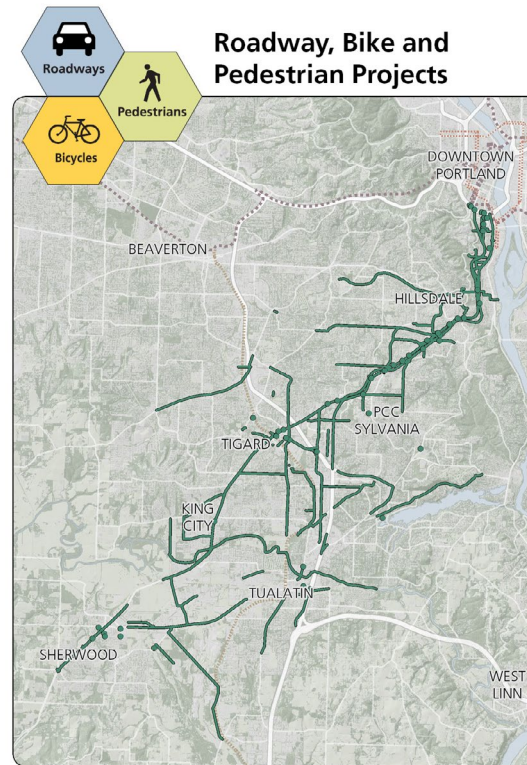 Roadways
Pedestrians
Bicycles
Roadway, Bike and
Pedestrian Projects
DOWNTOWN
PORTLAND
BEAVERTON
HILLSDALE
PCC
SYLVANIA
TIGARD
KING
CITY
TUALATIN
SHERWOOD
WEST
LINN